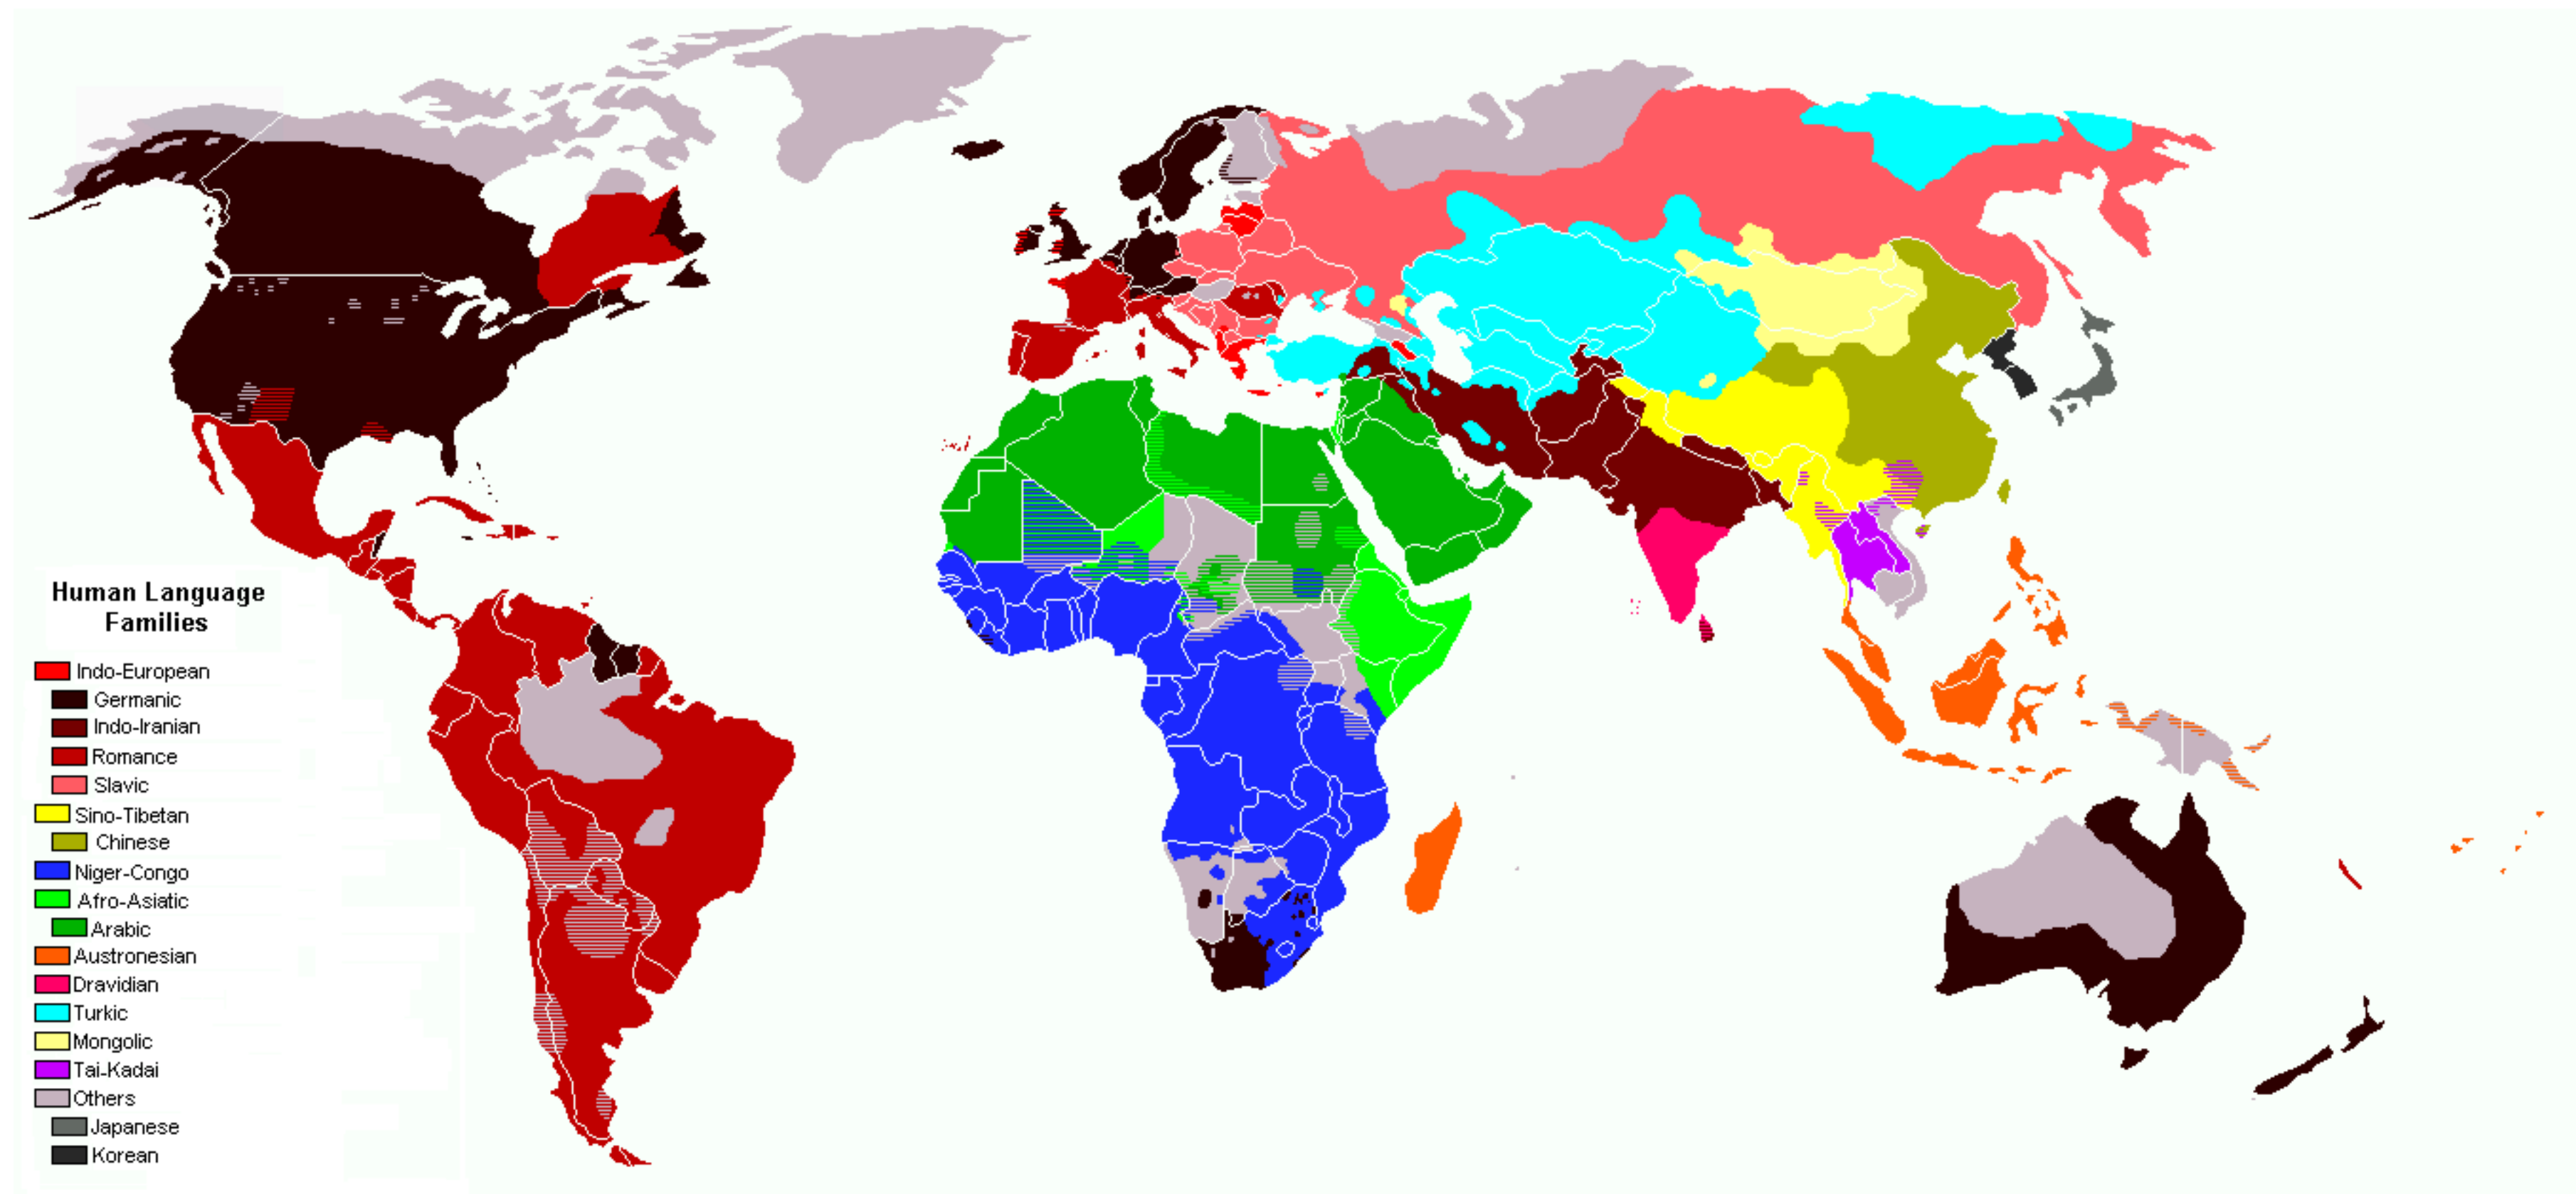 Human Language
Families
Indo-European
Germanic
Indo-Iranian
Romance
Slavic
Sino-Tibetan
Chinese
Niger-Congo
Afro-Asiatic
Arabic
Austronesian
Dravidian
Turkic
Mongolic
Tai-Kadai
Others
Japanese
Korean